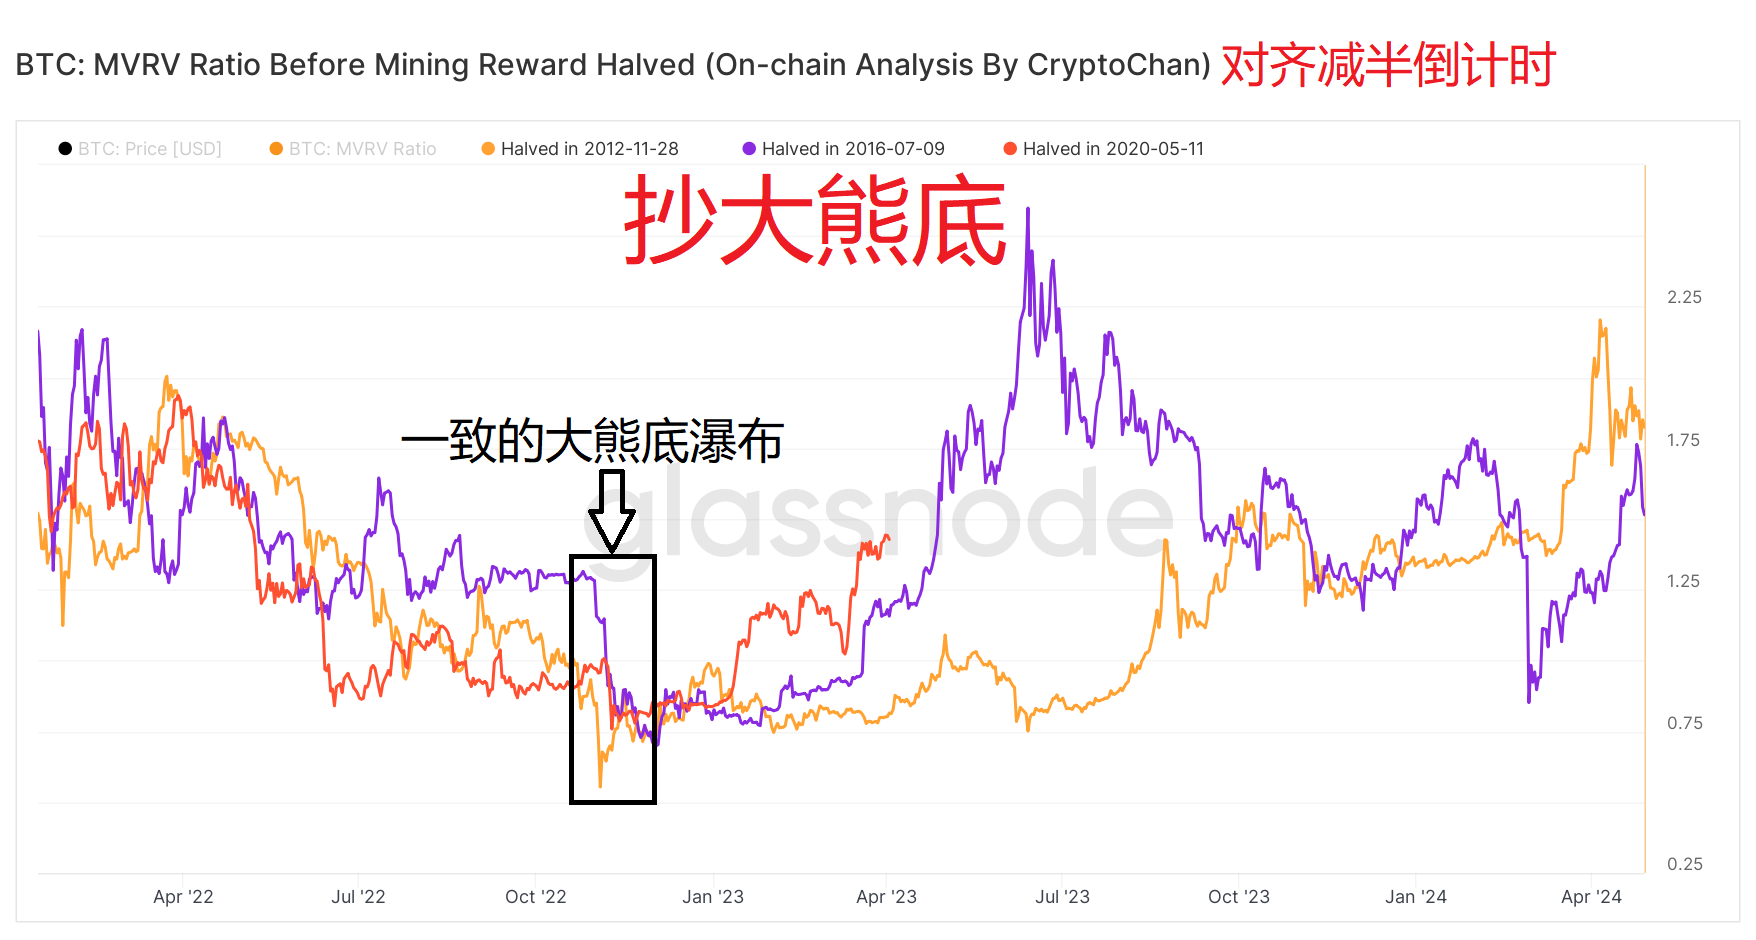 BTC: MVRV Ratio Before Mining Reward Halved (On-chain Analysis By CryptoChan) 对齐减半倒计时
BTC: Price [USD] BTC: MVRV Ratio Halved in 2012-11-28 Halved in 2016-07-09 Halved in 2020-05-11
抄大熊底
一致的大熊底瀑布
glassnode
2.25
1.75
1.25
0.75
0.25
Apr '22 Jul '22 Oct '22 Jan '23 Apr '23 Jul '23 Oct '23 Jan '24 Apr '24